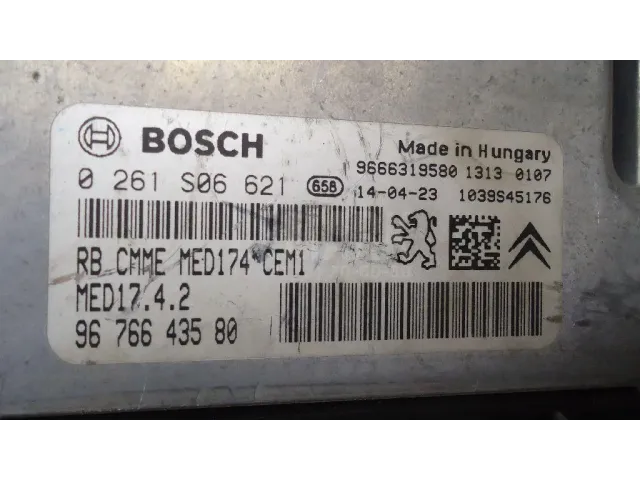 BOSCH
Made in Hungary
9666319580 1313 0107
0 261 S06 621 658 14-04-23 1039S45176
RB CMME MED174 CEM1
MED17.4.2
96 766 435 80